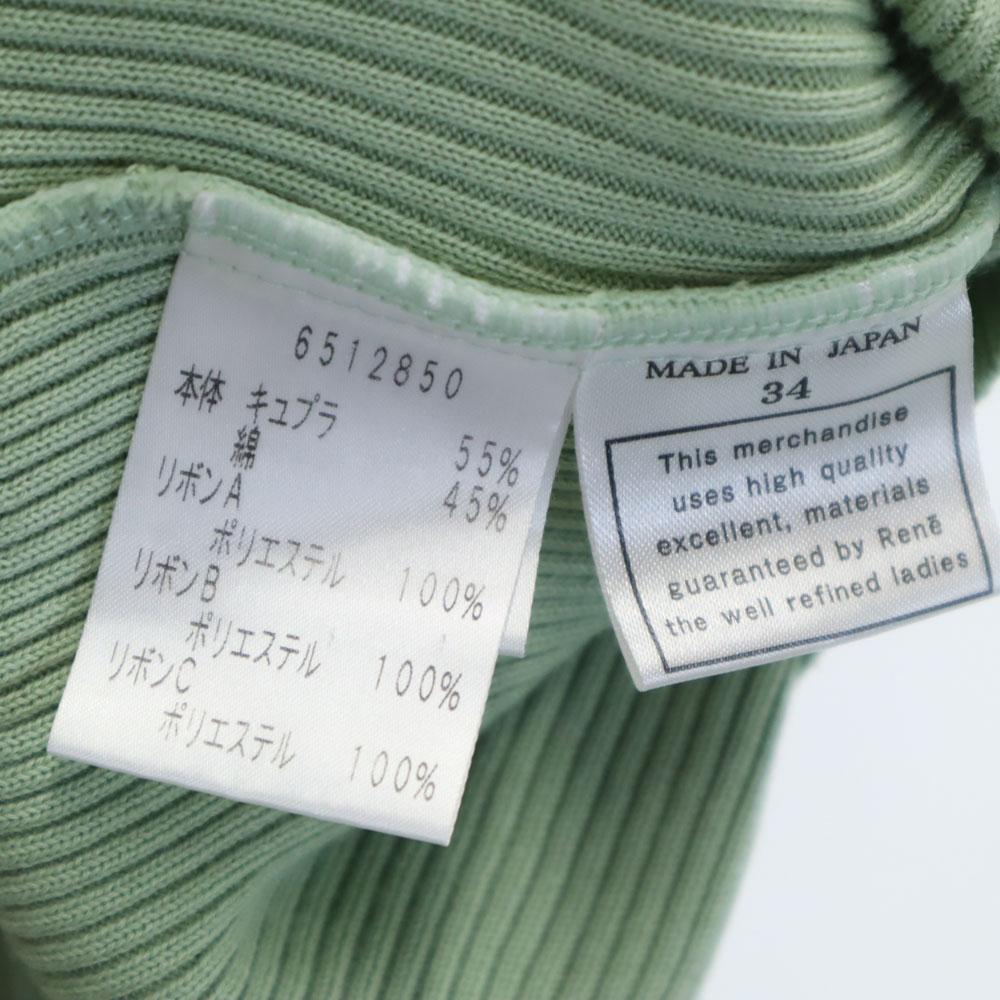 6512850
本体 キュプラ 55%
綿 45%
リボンA
ポリエステル 100%
リボンB
ポリエステル 100%
リボンC
ポリエステル 100%
MADE IN JAPAN
34
This merchandise
uses high quality
excellent, materials
guaranteed by Renē
the well refined ladies